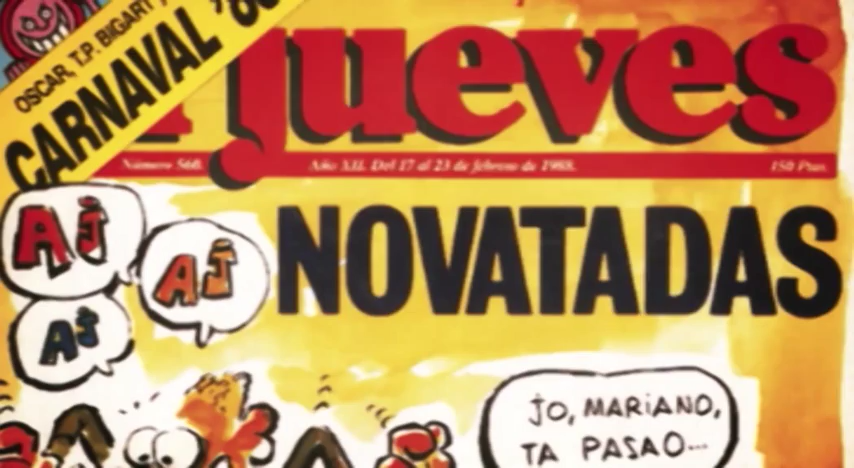 OSCAR, T.P. BIGART
CARNAVAL
jueves
Número 560. Año XII. Del 17 al 23 de febrero de 1988. 150 Ptas.
NOVATADAS
AJ
AJ
AJ
JO, MARIANO,
TA PASAO...